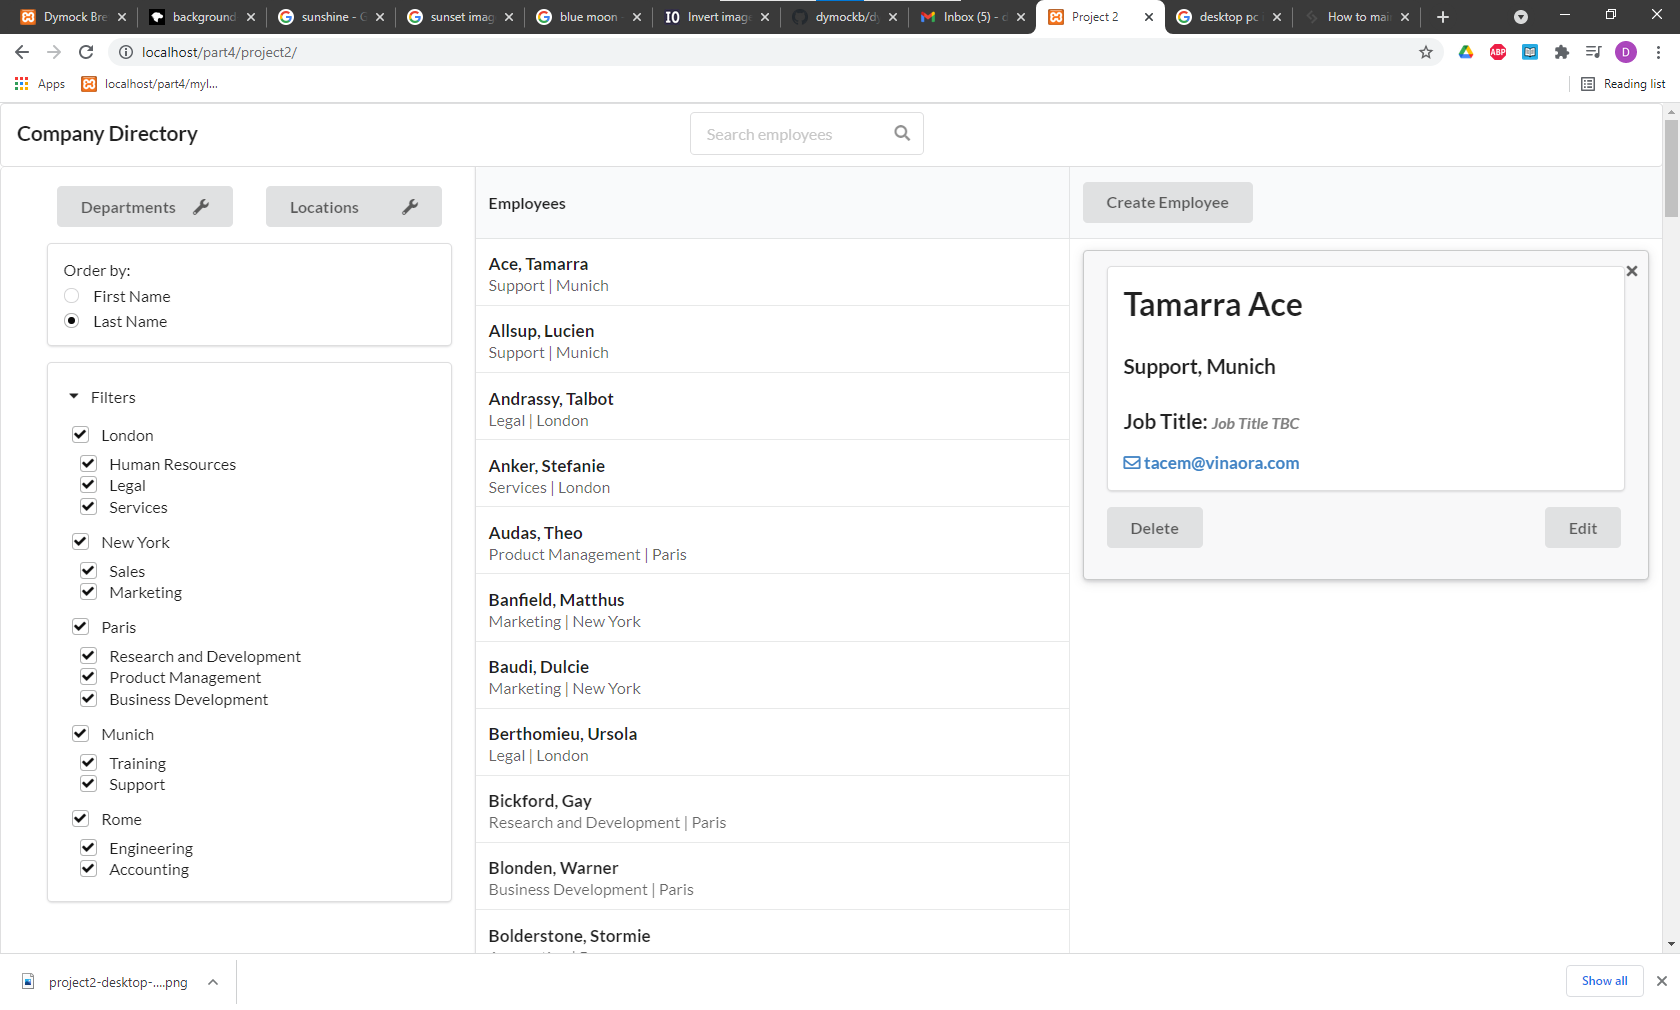 Dymock Bre
background
sunshine - G
sunset imag
blue moon
Invert image
dymockb/dy
Inbox (5) - d
Project 2
desktop pc
How to mai
localhost/part4/project2/
ABP
D
Apps
localhost/part4/myl...
Reading list
Company Directory
Search employees
Departments
Locations
Order by:
First Name
Last Name
Filters
London
Human Resources
Legal
Services
New York
Sales
Marketing
Paris
Research and Development
Product Management
Business Development
Munich
Training
Support
Rome
Engineering
Accounting
Employees
Ace, Tamarra
Support | Munich
Allsup, Lucien
Support | Munich
Andrassy, Talbot
Legal | London
Anker, Stefanie
Services | London
Audas, Theo
Product Management | Paris
Banfield, Matthus
Marketing | New York
Baudi, Dulcie
Marketing | New York
Berthomieu, Ursola
Legal | London
Bickford, Gay
Research and Development | Paris
Blonden, Warner
Business Development | Paris
Bolderstone, Stormie
Create Employee
Tamarra Ace
Support, Munich
Job Title: Job Title TBC
tacem@vinaora.com
Delete
Edit
project2-desktop-....png
Show all